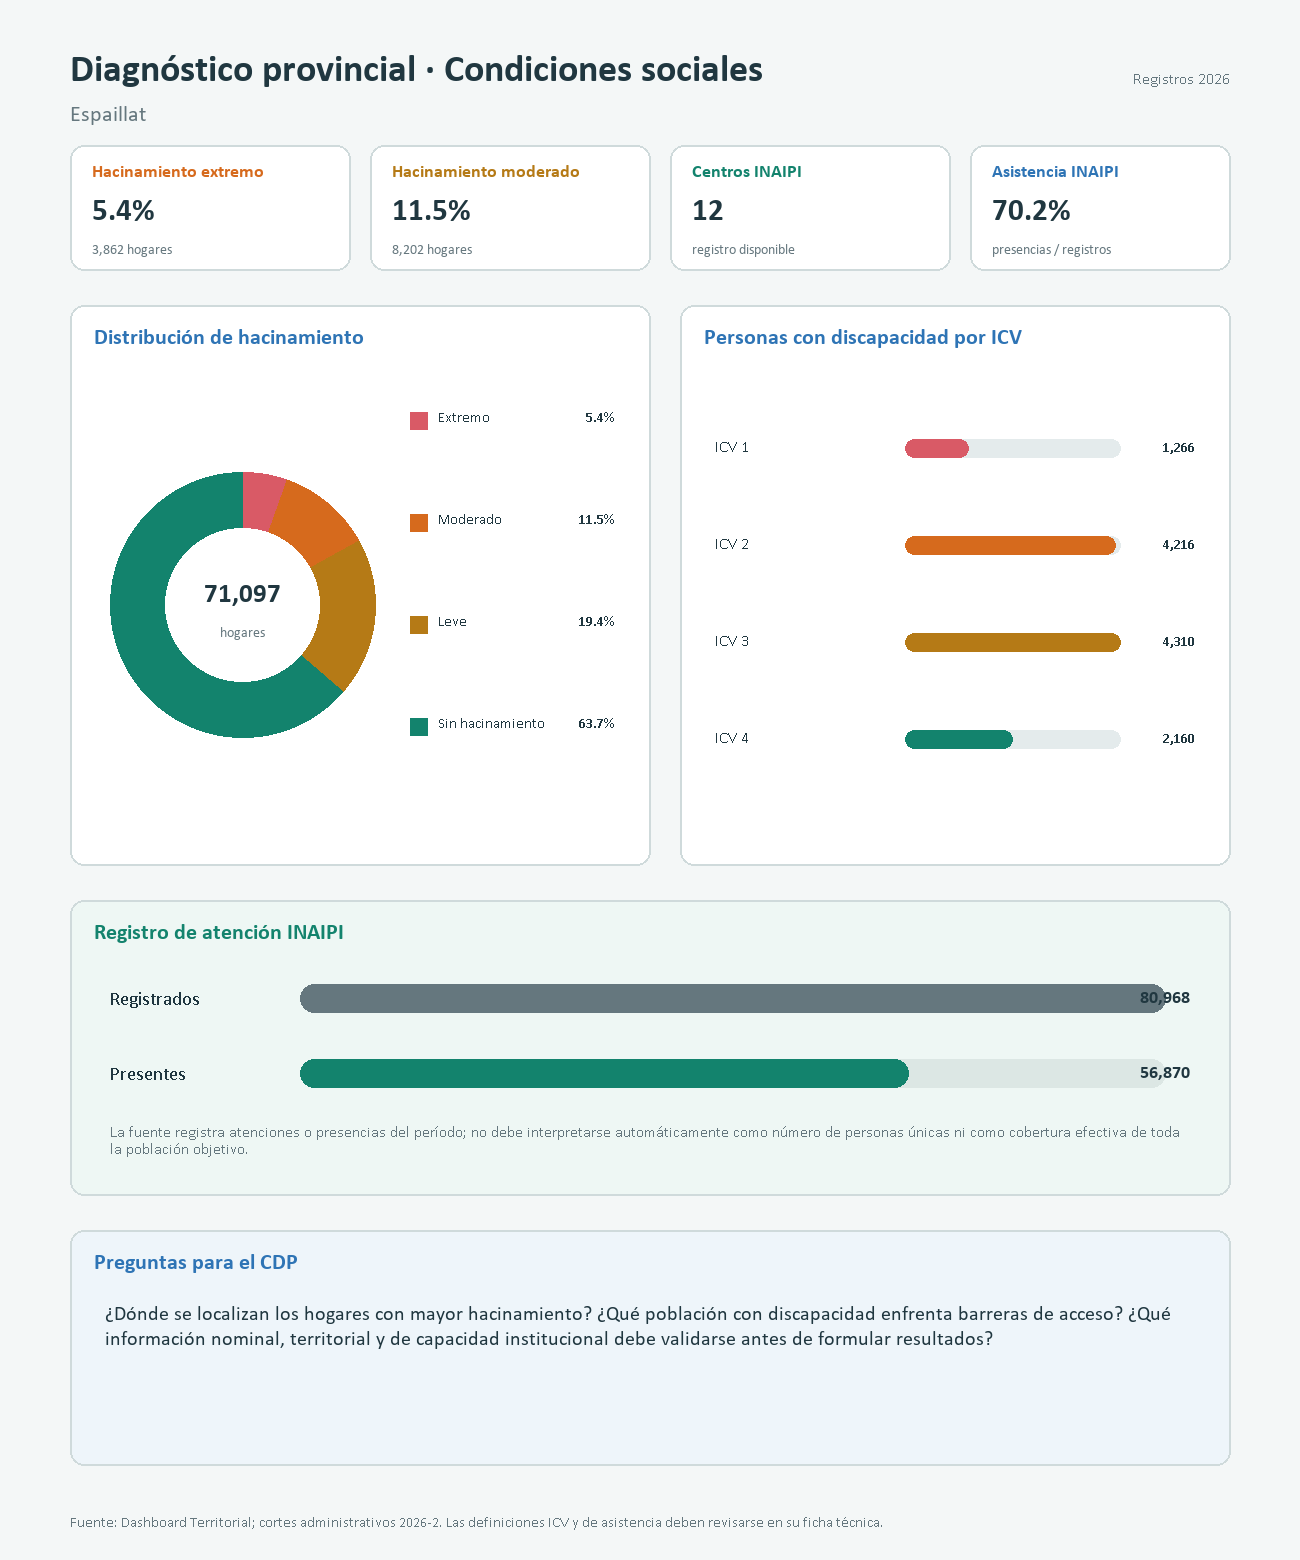 Diagnóstico provincial · Condiciones sociales
Registros 2026
Espaillat
Hacinamiento extremo
5.4%
3,862 hogares
Hacinamiento moderado
11.5%
8,202 hogares
Centros INAIPI
12
registro disponible
Asistencia INAIPI
70.2%
presencias / registros
Distribución de hacinamiento
Extremo 5.4%
Moderado 11.5%
Leve 19.4%
Sin hacinamiento 63.7%
71,097
hogares
Personas con discapacidad por ICV
ICV 1 1,266
ICV 2 4,216
ICV 3 4,310
ICV 4 2,160
Registro de atención INAIPI
Registrados 80,968
Presentes 56,870
La fuente registra atenciones o presencias del período; no debe interpretarse automáticamente como número de personas únicas ni como cobertura efectiva de toda
la población objetivo.
Preguntas para el CDP
¿Dónde se localizan los hogares con mayor hacinamiento? ¿Qué población con discapacidad enfrenta barreras de acceso? ¿Qué
información nominal, territorial y de capacidad institucional debe validarse antes de formular resultados?
Fuente: Dashboard Territorial; cortes administrativos 2026-2. Las definiciones ICV y de asistencia deben revisarse en su ficha técnica.